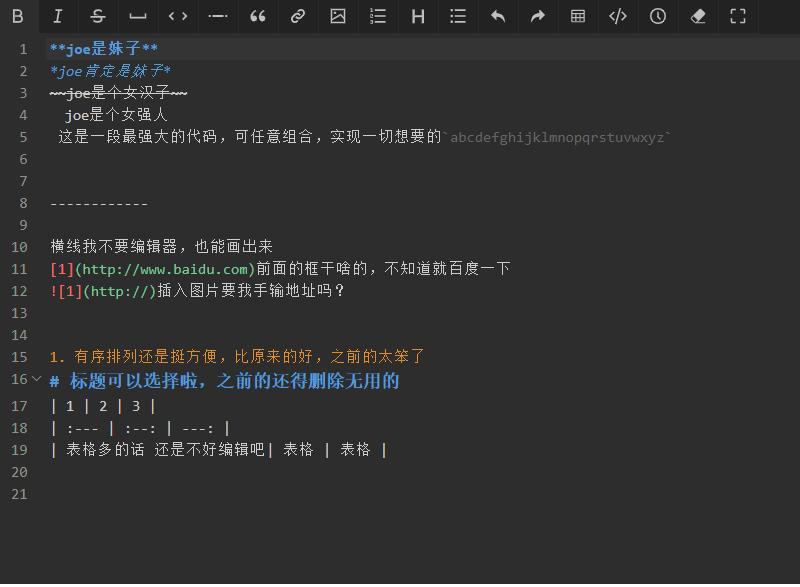 1 **joe是妹子**
2 *joe肯定是妹子*
3 ~~joe是个女汉子~~
4 joe是个女强人
5 这是一段最强大的代码，可任意组合，实现一切想要的`abcdefghijklmnopqrstuvwxyz`
6
7
8 ------------
9
10 横线我不要编辑器，也能画出来
11 [1](http://www.baidu.com)前面的框干啥的，不知道就百度一下
12 ![1](http://)插入图片要我手输地址吗？
13
14
15 1. 有序排列还是挺方便，比原来的好，之前的太笨了
16 # 标题可以选择啦，之前的还得删除无用的
17 | 1 | 2 | 3 |
18 | :--- | :--: | ---: |
19 | 表格多的话 还是不好编辑吧| 表格 | 表格 |
20
21